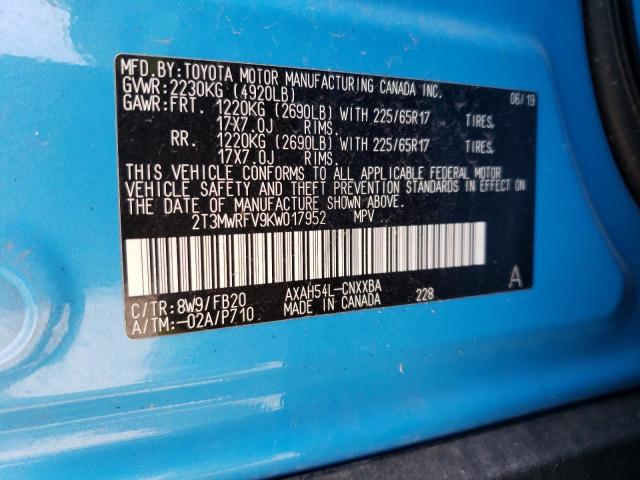 MFD.BY:TOYOTA MOTOR MANUFACTURING CANADA INC.
GVWR:2230KG (4920LB) 06/19
GAWR:FRT. 1220KG (2690LB) WITH 225/65R17 TIRES,
17X7.0J RIMS.
RR. 1220KG (2690LB) WITH 225/65R17 TIRES,
17X7.0J RIMS.
THIS VEHICLE CONFORMS TO ALL APPLICABLE FEDERAL MOTOR
VEHICLE SAFETY AND THEFT PREVENTION STANDARDS IN EFFECT ON
THE DATE OF MANUFACTURE SHOWN ABOVE.
2T3MWRFV9KW017952 MPV
C/TR:8W9/FB20 AXAH54L-CNXXBA 228 A
A/TM:-02A/P710 MADE IN CANADA